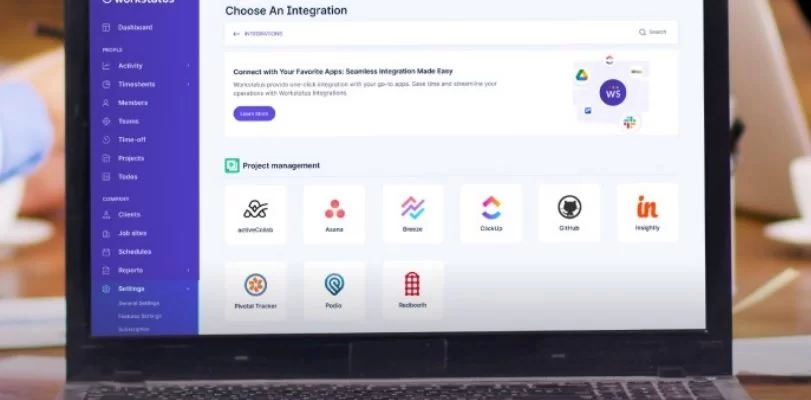 workstatus
Choose An Integration
Dashboard
INTEGRATIONS
Search
PROFILE
Activity
Timesheets
Members
Teams
Time-off
Projects
Todos
Connect with Your Favorite Apps: Seamless Integration Made Easy
Workstatus provide one-click integration with your go-to apps. Save time and streamline your
operations with Workstatus Integrations.
Learn More
WS
Project management
activeCollab
Asana
Breeze
ClickUp
GitHub
in
Insightly
COMPANY
Clients
Job sites
Schedules
Reports
Settings
General Settings
Features Settings
Subscription
Pivotal Tracker
Podio
Redbooth